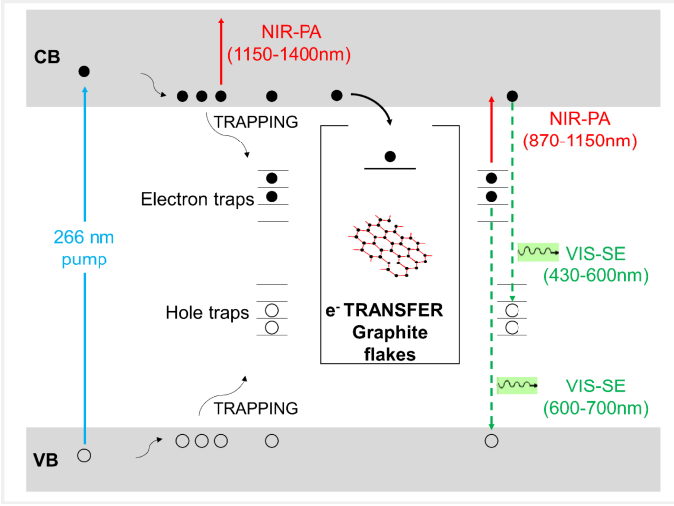 CB
NIR-PA
(1150-1400nm)
TRAPPING
NIR-PA
(870-1150nm)
Electron traps
266 nm
pump
VIS-SE
(430-600nm)
Hole traps
e- TRANSFER
Graphite
flakes
TRAPPING
VIS-SE
(600-700nm)
VB